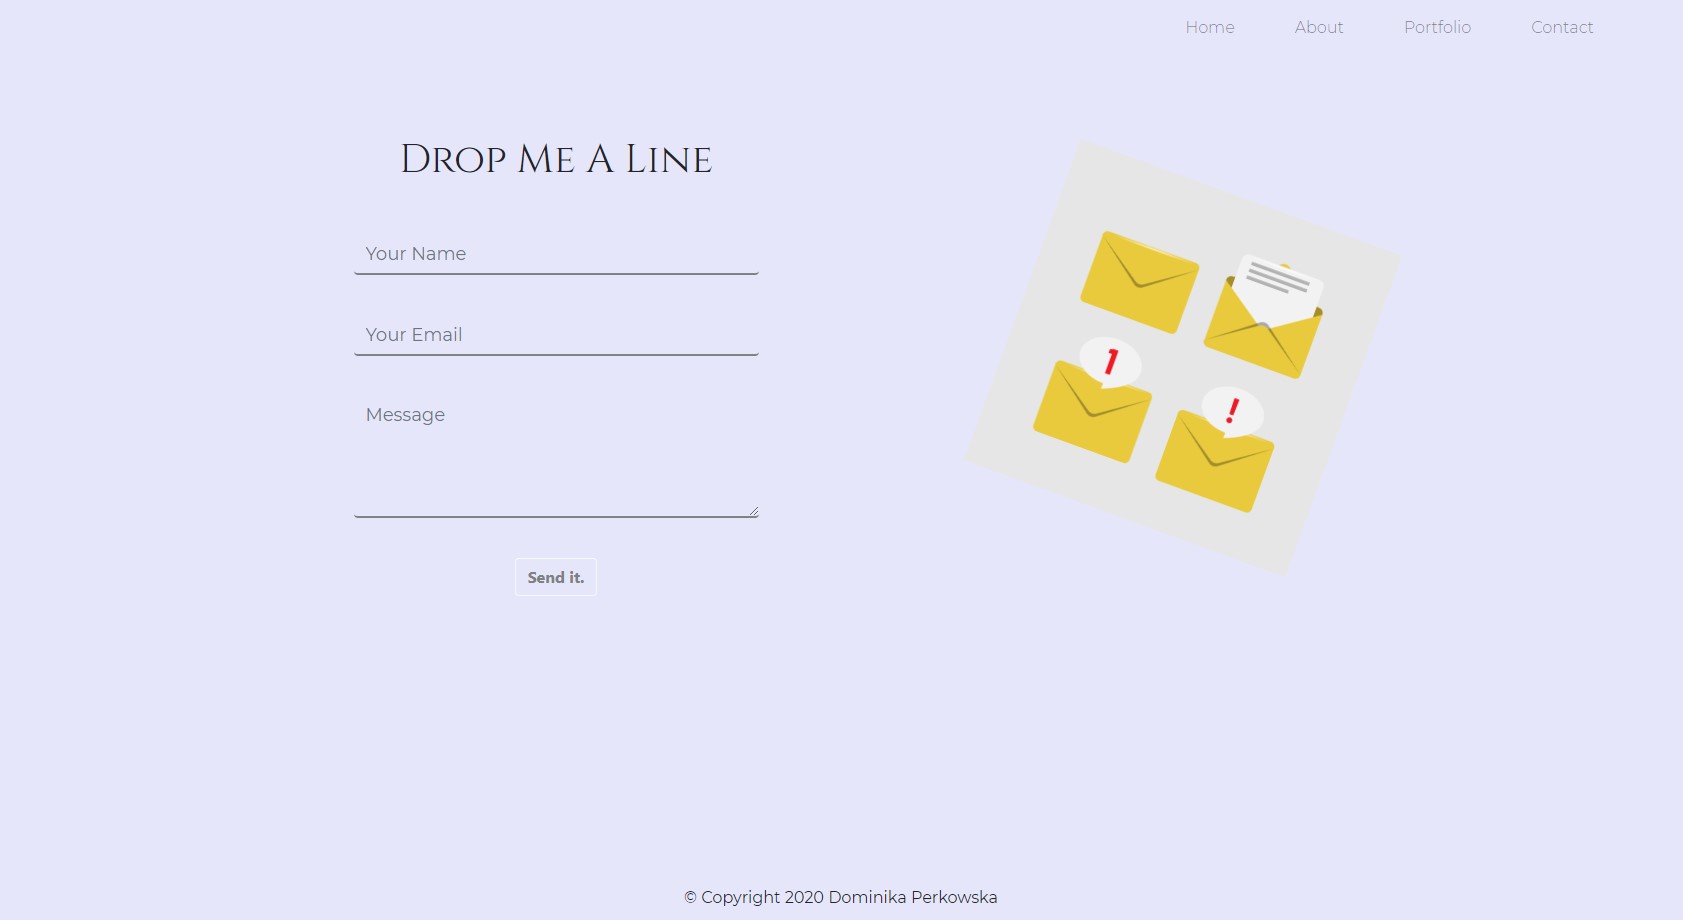 Home About Portfolio Contact
Drop Me A Line
Your Name
Your Email
Message
Send it.
1
!
© Copyright 2020 Dominika Perkowska